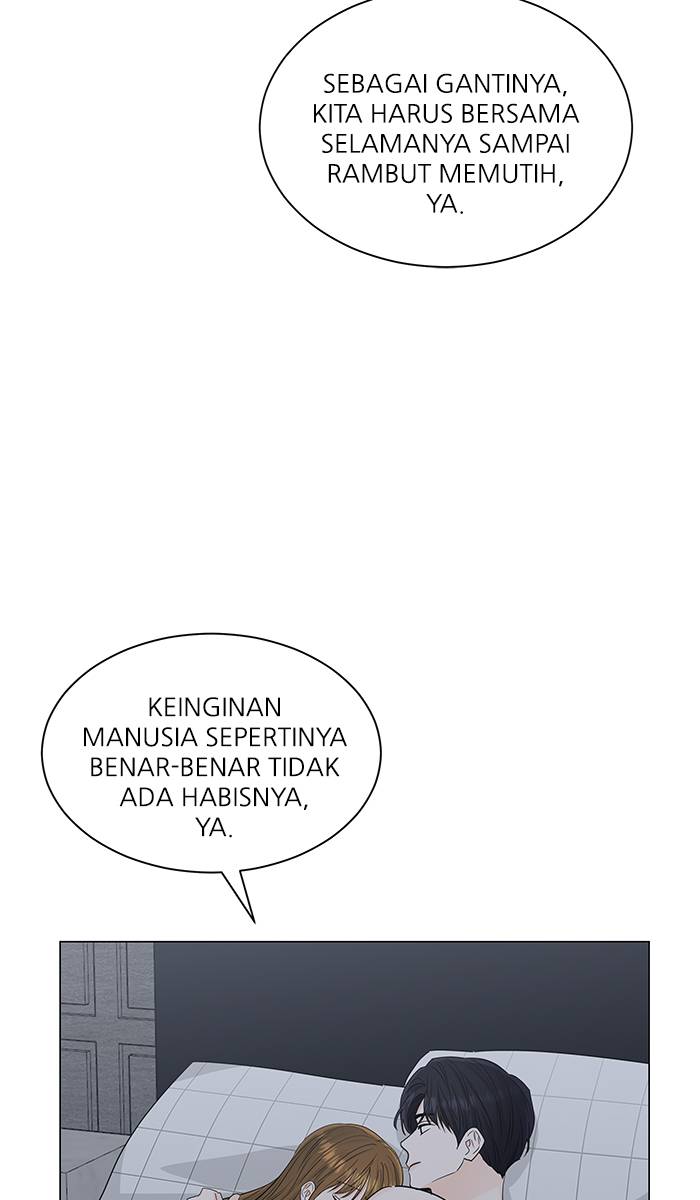 SEBAGAI GANTINYA,
KITA HARUS BERSAMA
SELAMANYA SAMPAI
RAMBUT MEMUTIH,
YA.
KEINGINAN
MANUSIA SEPERTINYA
BENAR-BENAR TIDAK
ADA HABISNYA,
YA.